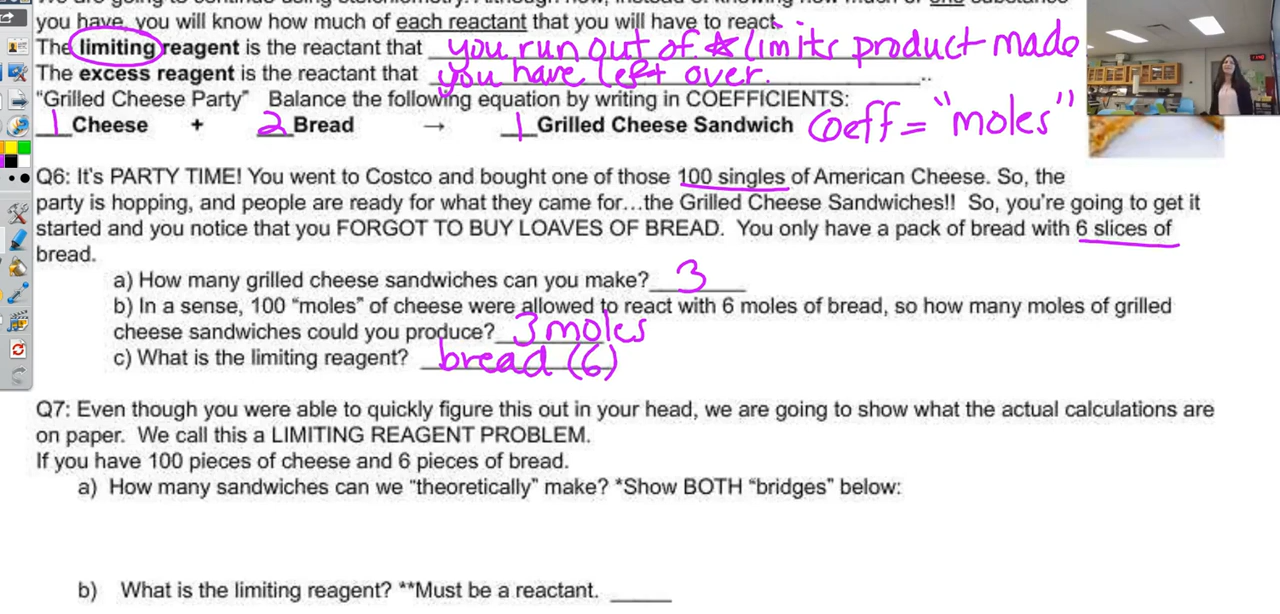 you have, you will know how much of each reactant that you will have to react.
The limiting reagent is the reactant that you run out of ☆ limits product made
The excess reagent is the reactant that you have left over. ..
“Grilled Cheese Party” Balance the following equation by writing in COEFFICIENTS:
1 Cheese + 2 Bread → 1 Grilled Cheese Sandwich Coeff = "moles"
Q6: It's PARTY TIME! You went to Costco and bought one of those 100 singles of American Cheese. So, the
party is hopping, and people are ready for what they came for…the Grilled Cheese Sandwiches!! So, you’re going to get it
started and you notice that you FORGOT TO BUY LOAVES OF BREAD. You only have a pack of bread with 6 slices of
bread.
a) How many grilled cheese sandwiches can you make? 3
b) In a sense, 100 “moles” of cheese were allowed to react with 6 moles of bread, so how many moles of grilled
cheese sandwiches could you produce? 3 moles
c) What is the limiting reagent? bread (6)
Q7: Even though you were able to quickly figure this out in your head, we are going to show what the actual calculations are
on paper. We call this a LIMITING REAGENT PROBLEM.
If you have 100 pieces of cheese and 6 pieces of bread.
a) How many sandwiches can we “theoretically” make? *Show BOTH “bridges” below:
b) What is the limiting reagent? **Must be a reactant. _____